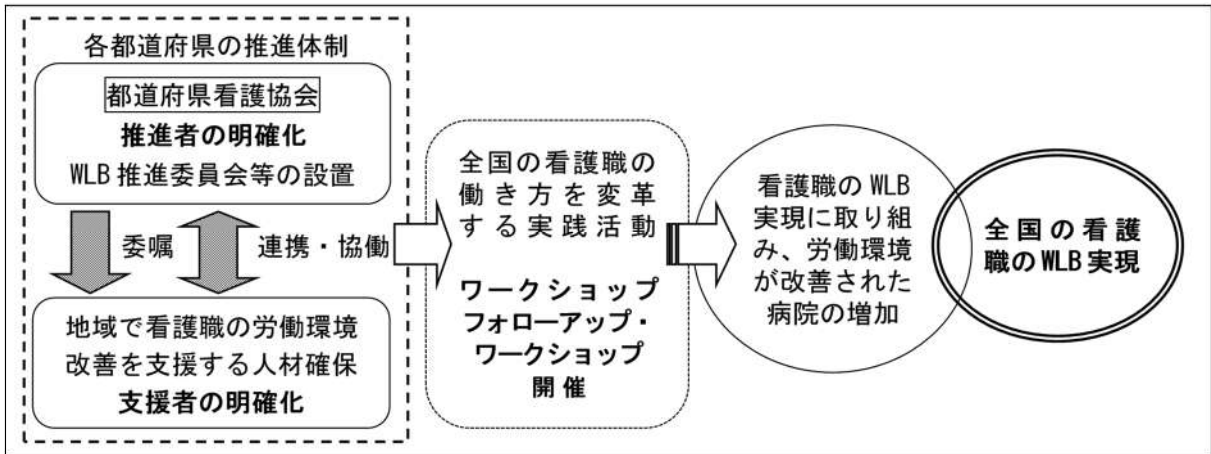 各都道府県の推進体制
都道府県看護協会
推進者の明確化
WLB 推進委員会等の設置
委嘱
連携・協働
地域で看護職の労働環境
改善を支援する人材確保
支援者の明確化
全国の看護職の
働き方を変革
する実践活動
ワークショップ
フォローアップ・
ワークショップ
開催
看護職の WLB
実現に取り組
み、労働環境
が改善された
病院の増加
全国の看護
職のWLB 実現